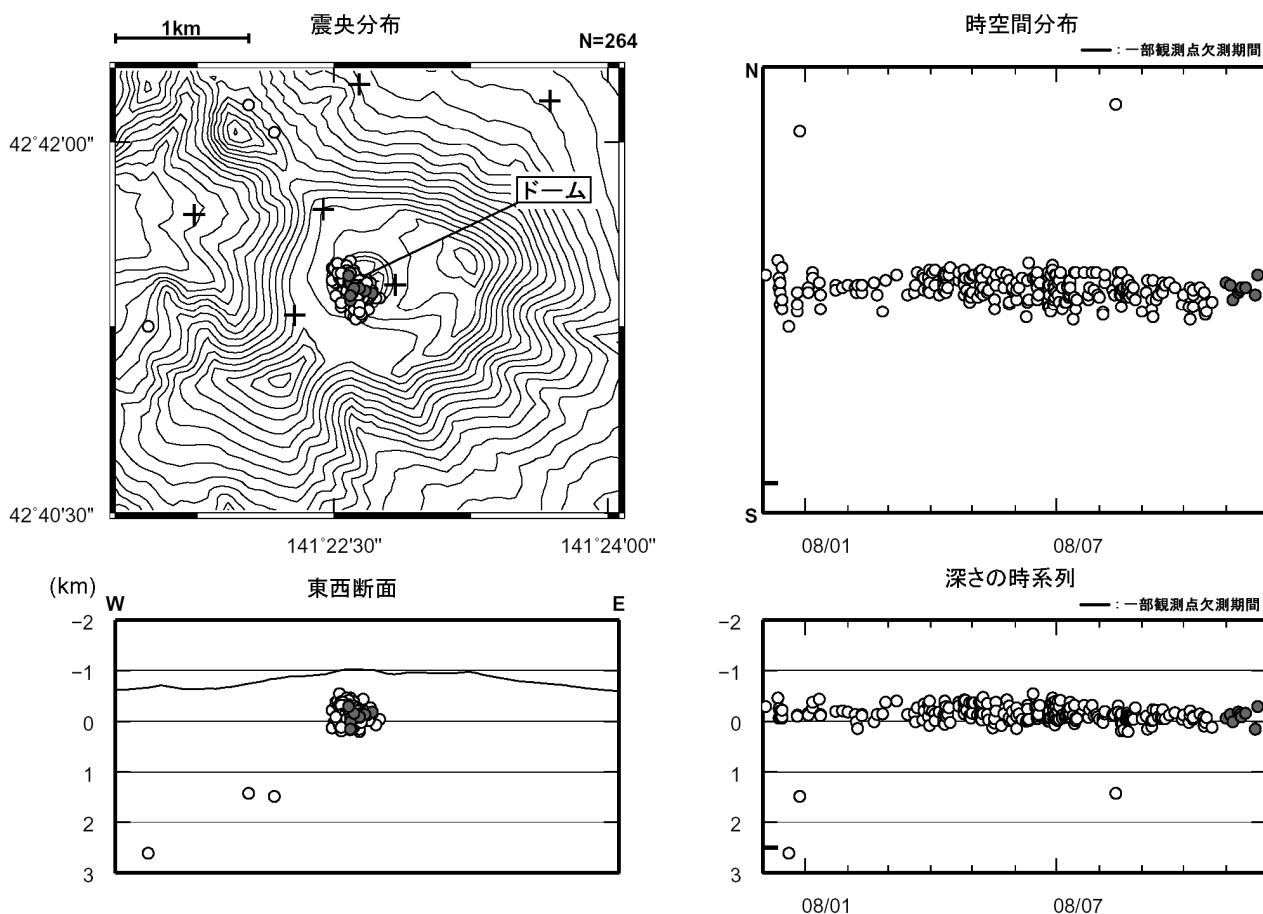 震央分布
1km
N=264
42°42'00"
ドーム
42°40'30"
141°22'30"
141°24'00"
時空間分布
━━:一部観測点欠測期間
N
S
08/01
08/07
東西断面
(km)
W
E
−2
−1
0
1
2
3
深さの時系列
━━:一部観測点欠測期間
−2
−1
0
1
2
3
08/01
08/07